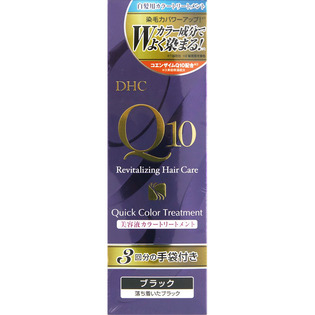 白髪用カラートリートメント
染毛力パワーアップ!
Wカラー成分で
よく染まる!
コエンザイムQ10配合
DHC
Q10
Revitalizing Hair Care
Quick Color Treatment
美容液カラートリートメント
3回分の手袋付き
ブラック
落ち着いたブラック